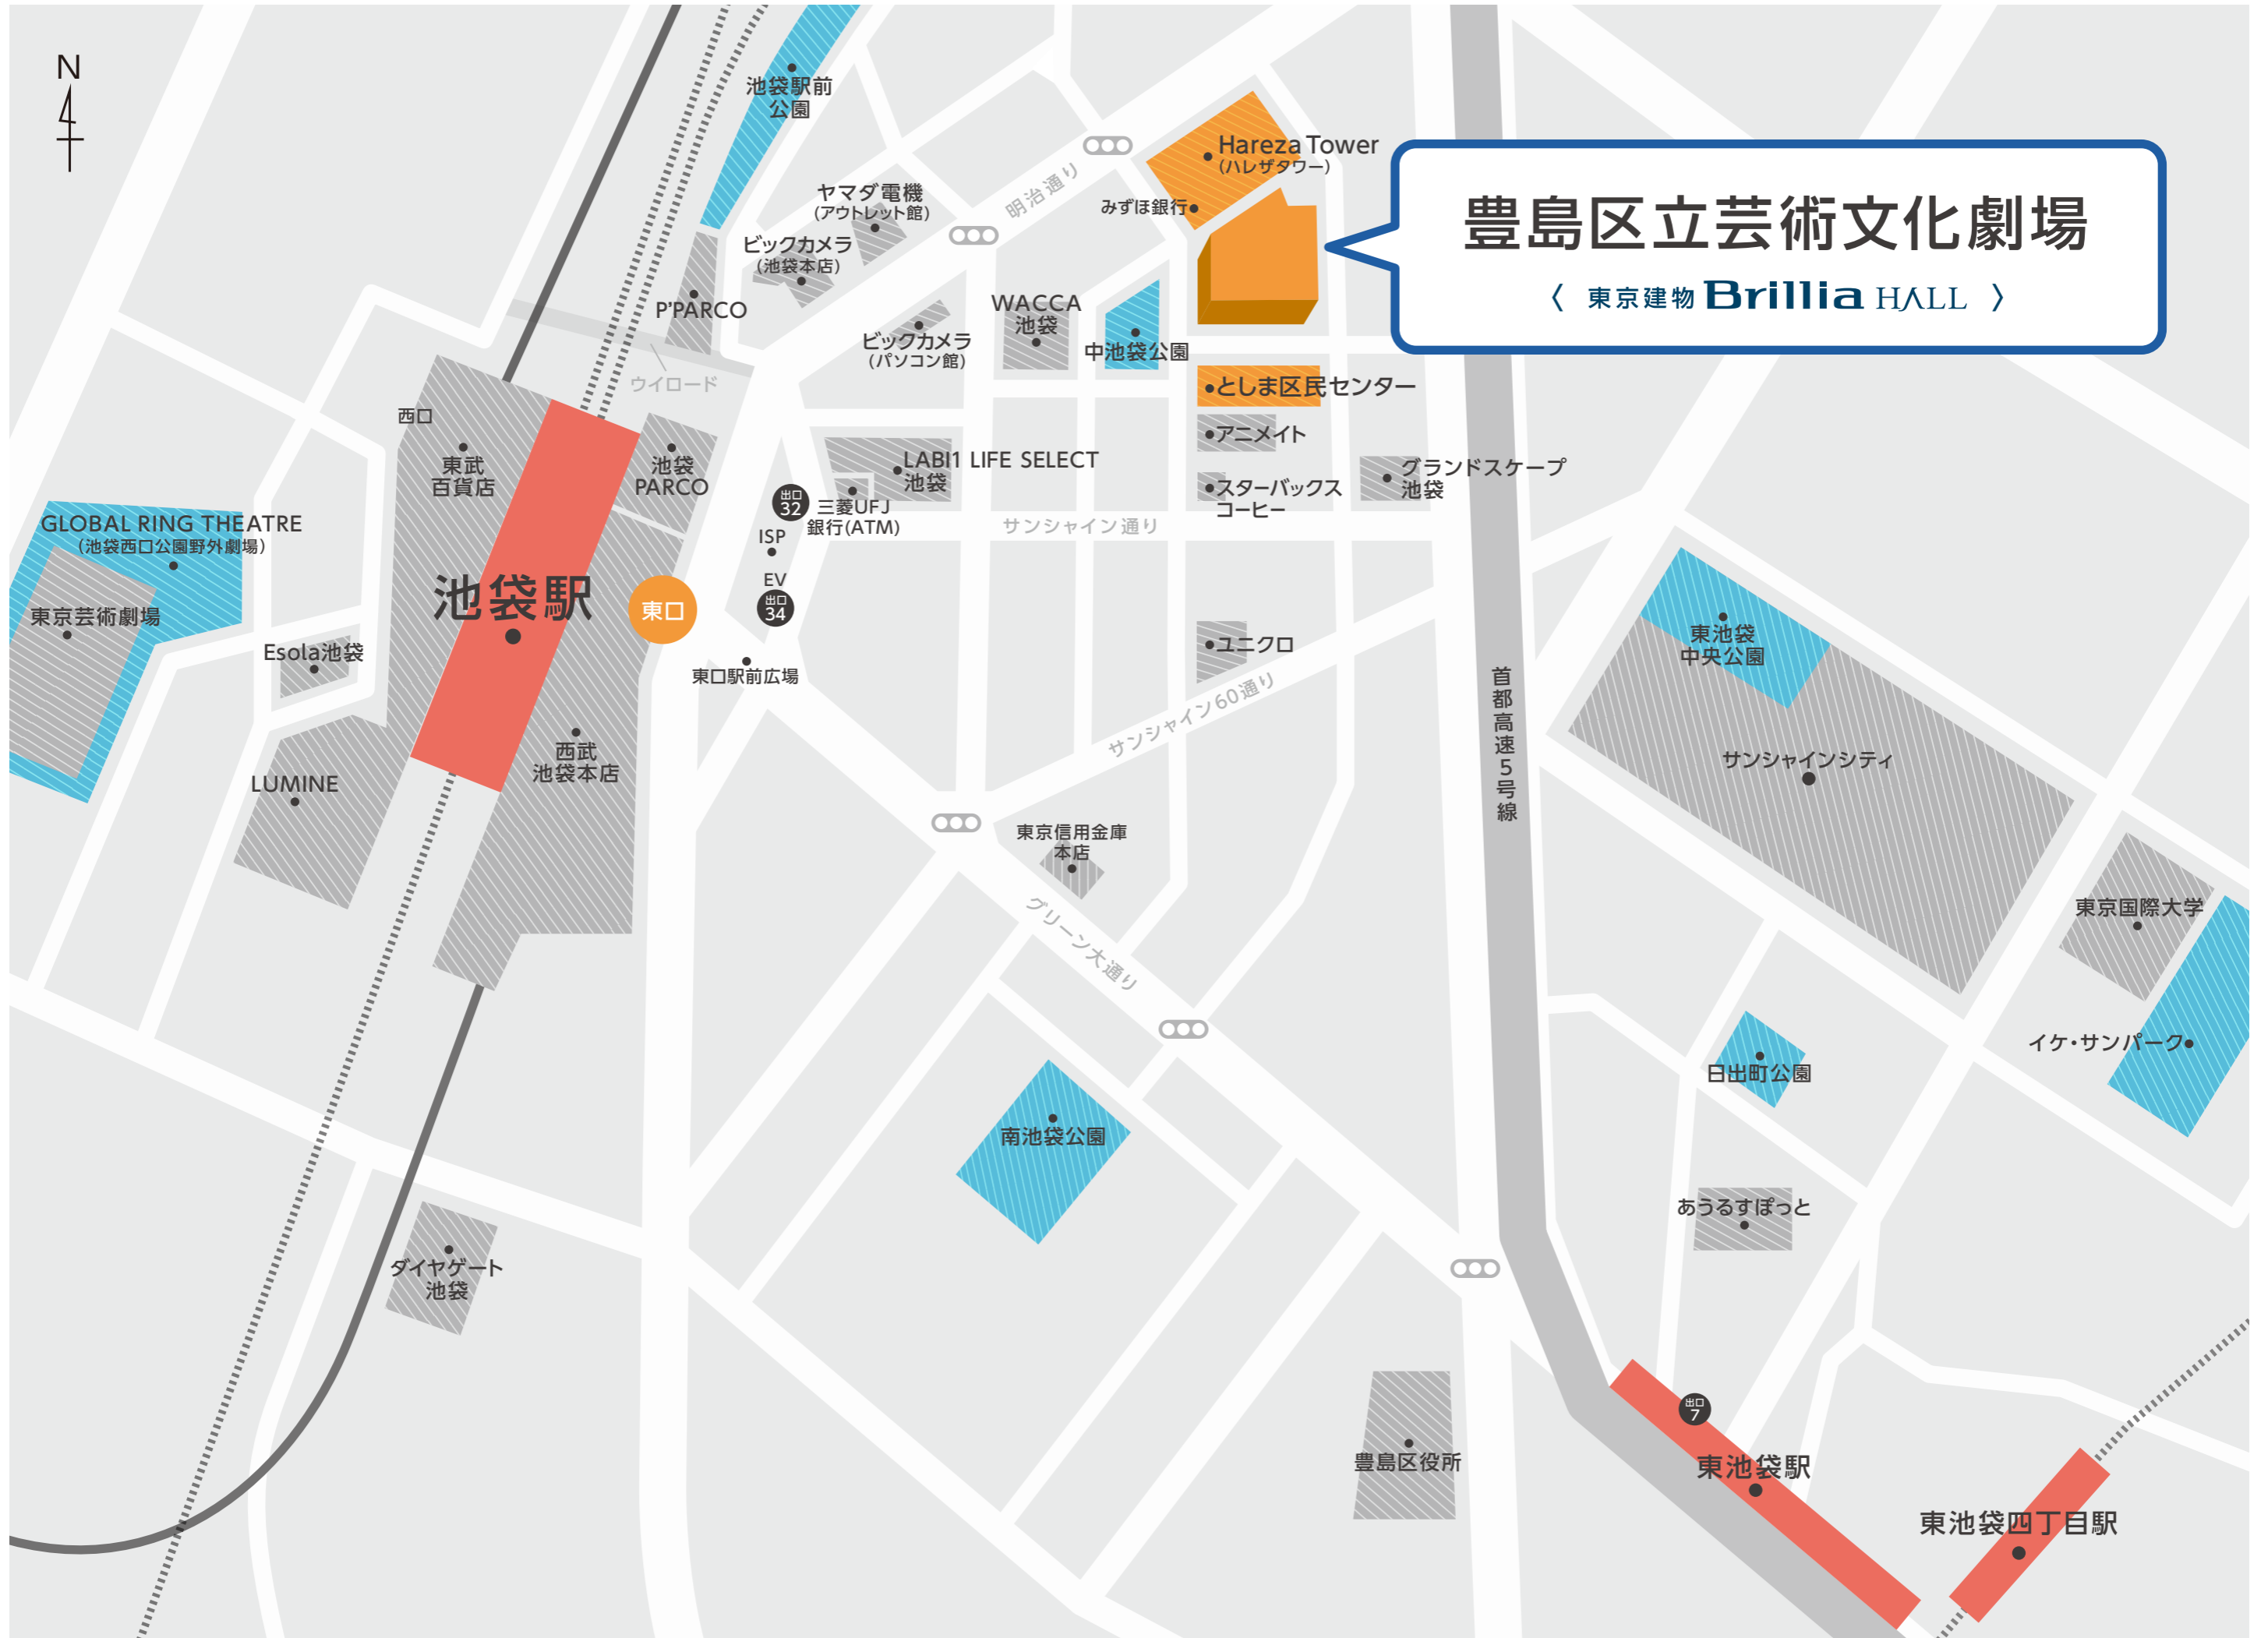 N
池袋駅前
公園
Hareza Tower
(ハレザタワー)
みずほ銀行
明治通り
豊島区立芸術文化劇場
〈 東京建物 Brillia HALL 〉
ヤマダ電機
(アウトレット館)
ビックカメラ
(池袋本店)
P'PARCO
ビックカメラ
(パソコン館)
WACCA
池袋
中池袋公園
ウイロード
としま区民センター
西口
東武
百貨店
池袋
PARCO
アニメイト
LABI1 LIFE SELECT
池袋
グランドスケープ
池袋
スターバックス
コーヒー
出口
32
三菱UFJ
銀行(ATM)
サンシャイン通り
GLOBAL RING THEATRE
(池袋西口公園野外劇場)
ISP
EV
出口
34
池袋駅
東口
東京芸術劇場
Esola池袋
東口駅前広場
ユニクロ
サンシャイン60通り
首都高速5号線
東池袋
中央公園
サンシャインシティ
西武
池袋本店
LUMINE
東京信用金庫
本店
グリーン大通り
東京国際大学
イケ・サンパーク
日出町公園
南池袋公園
あうるすぽっと
ダイヤゲート
池袋
豊島区役所
出口
7
東池袋駅
東池袋四丁目駅